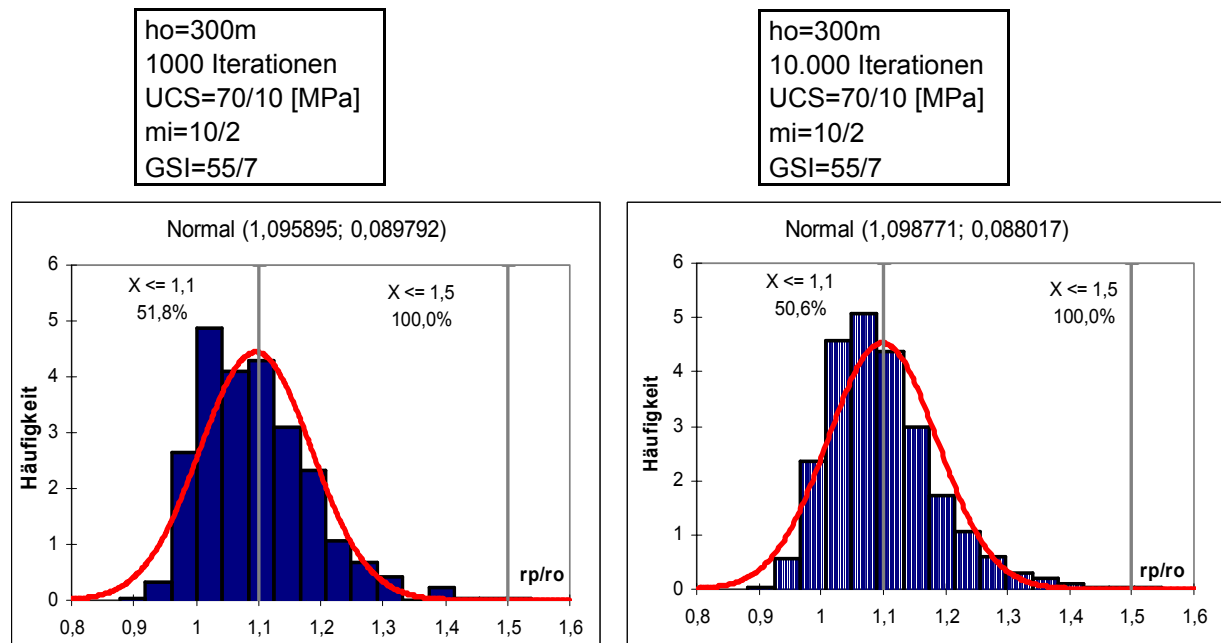 ho=300m
1000 Iterationen
UCS=70/10 [MPa]
mi=10/2
GSI=55/7
ho=300m
10.000 Iterationen
UCS=70/10 [MPa]
mi=10/2
GSI=55/7
Normal (1,095895; 0,089792)
X <= 1,1
51,8%
X <= 1,5
100,0%
Häufigkeit
6
5
4
3
2
1
0
rp/ro
0,8 0,9 1 1,1 1,2 1,3 1,4 1,5 1,6
Normal (1,098771; 0,088017)
X <= 1,1
50,6%
X <= 1,5
100,0%
Häufigkeit
6
5
4
3
2
1
0
rp/ro
0,8 0,9 1 1,1 1,2 1,3 1,4 1,5 1,6